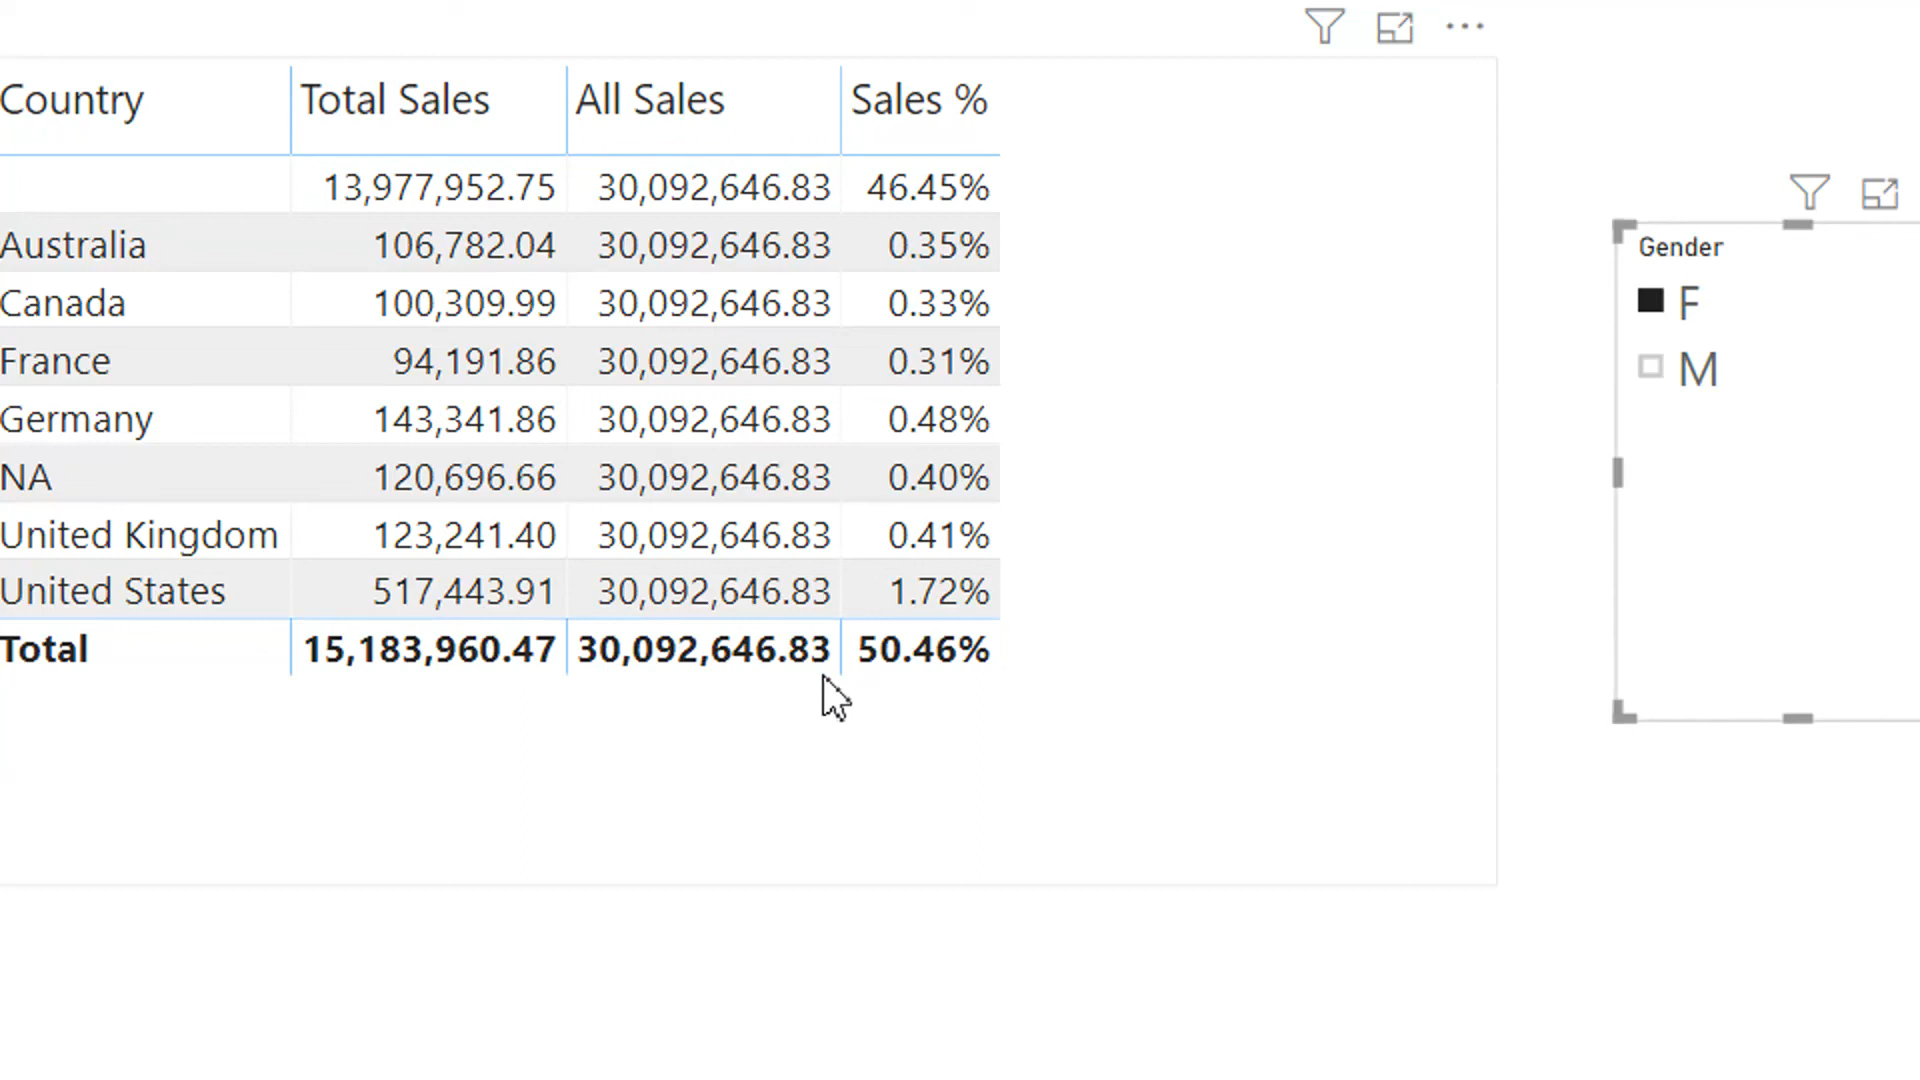 Country Total Sales All Sales Sales %
13,977,952.75 30,092,646.83 46.45%
Australia 106,782.04 30,092,646.83 0.35%
Canada 100,309.99 30,092,646.83 0.33%
France 94,191.86 30,092,646.83 0.31%
Germany 143,341.86 30,092,646.83 0.48%
NA 120,696.66 30,092,646.83 0.40%
United Kingdom 123,241.40 30,092,646.83 0.41%
United States 517,443.91 30,092,646.83 1.72%
Total 15,183,960.47 30,092,646.83 50.46%
Gender
F
M